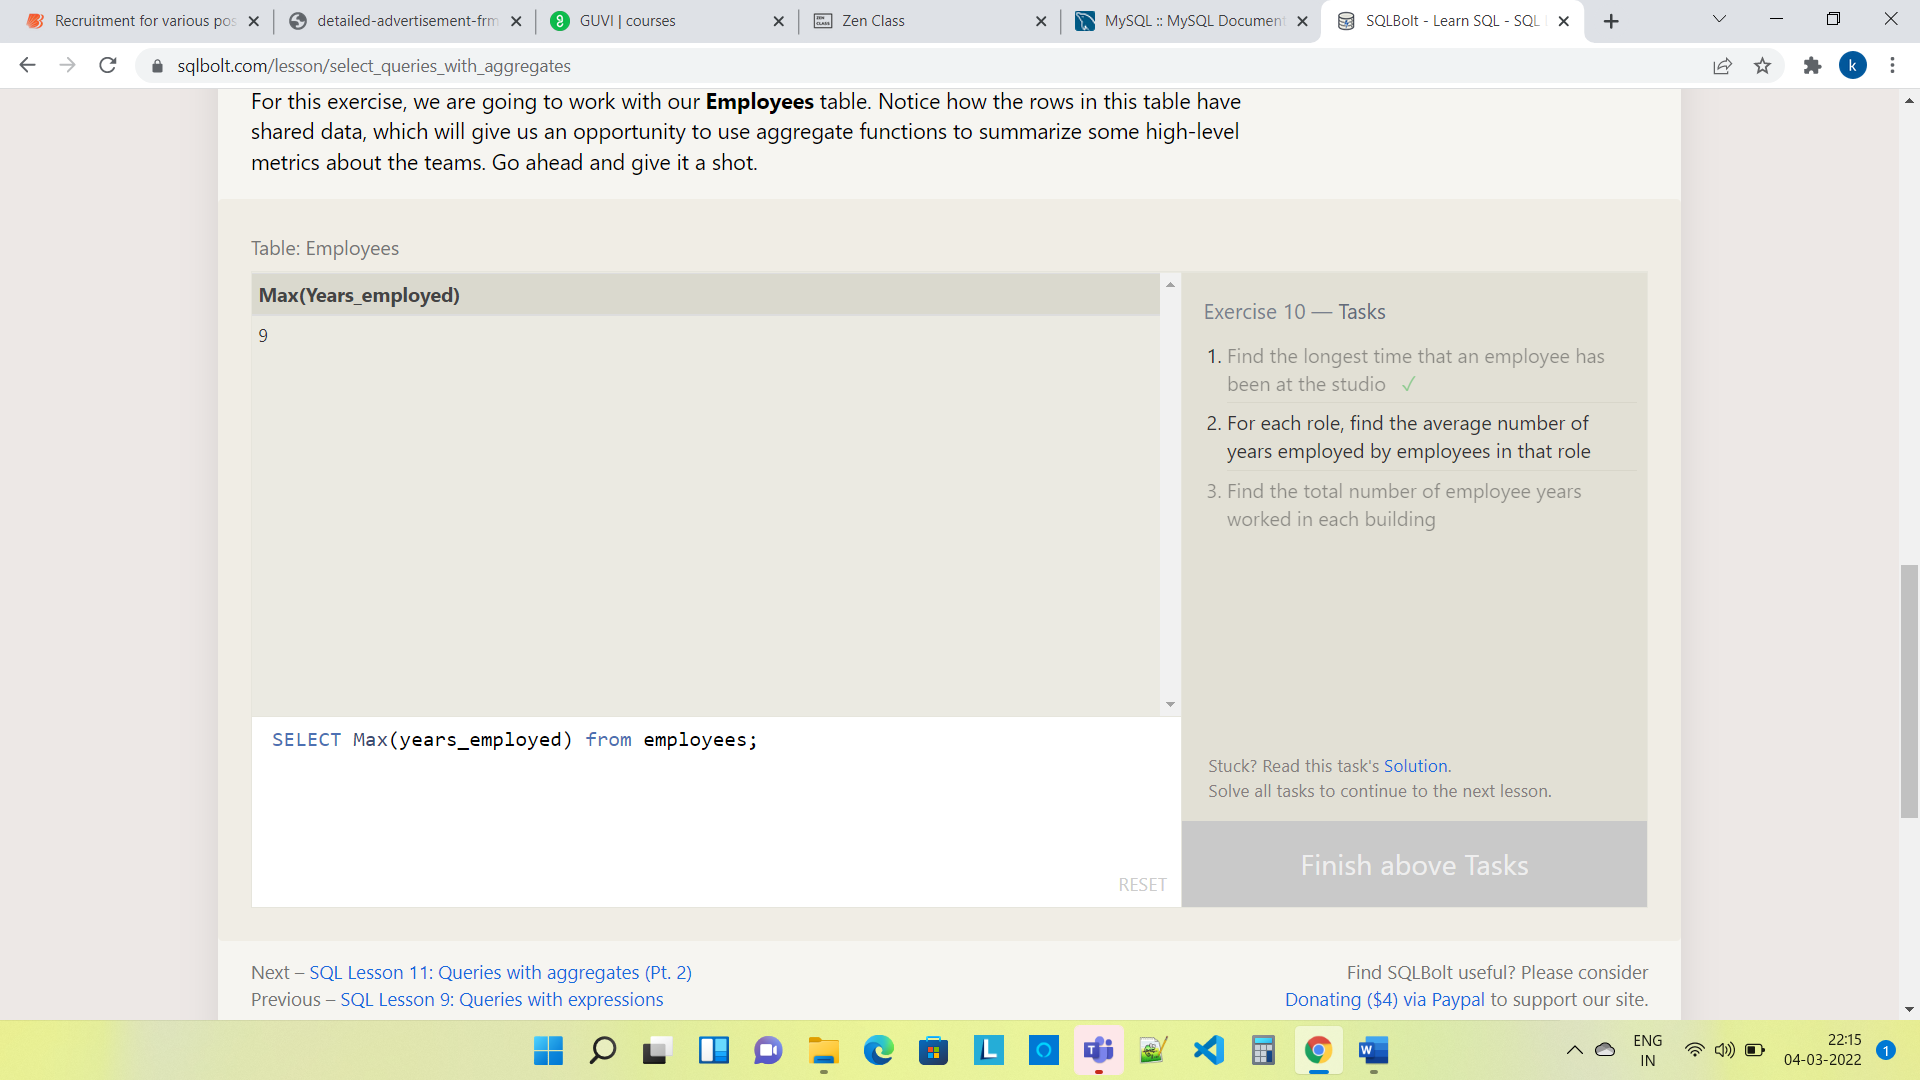 Recruitment for various pos
detailed-advertisement-frm
GUVI | courses
Zen Class
MySQL :: MySQL Document
SQLBolt - Learn SQL - SQL
sqlbolt.com/lesson/select_queries_with_aggregates
k
For this exercise, we are going to work with our Employees table. Notice how the rows in this table have
shared data, which will give us an opportunity to use aggregate functions to summarize some high-level
metrics about the teams. Go ahead and give it a shot.
Table: Employees
Max(Years_employed)
9
Exercise 10 — Tasks
1. Find the longest time that an employee has
been at the studio ✓
2. For each role, find the average number of
years employed by employees in that role
3. Find the total number of employee years
worked in each building
SELECT Max(years_employed) from employees;
RESET
Stuck? Read this task's Solution.
Solve all tasks to continue to the next lesson.
Finish above Tasks
Next – SQL Lesson 11: Queries with aggregates (Pt. 2)
Previous – SQL Lesson 9: Queries with expressions
Find SQLBolt useful? Please consider
Donating ($4) via Paypal to support our site.
ENG
IN
22:15
04-03-2022
1